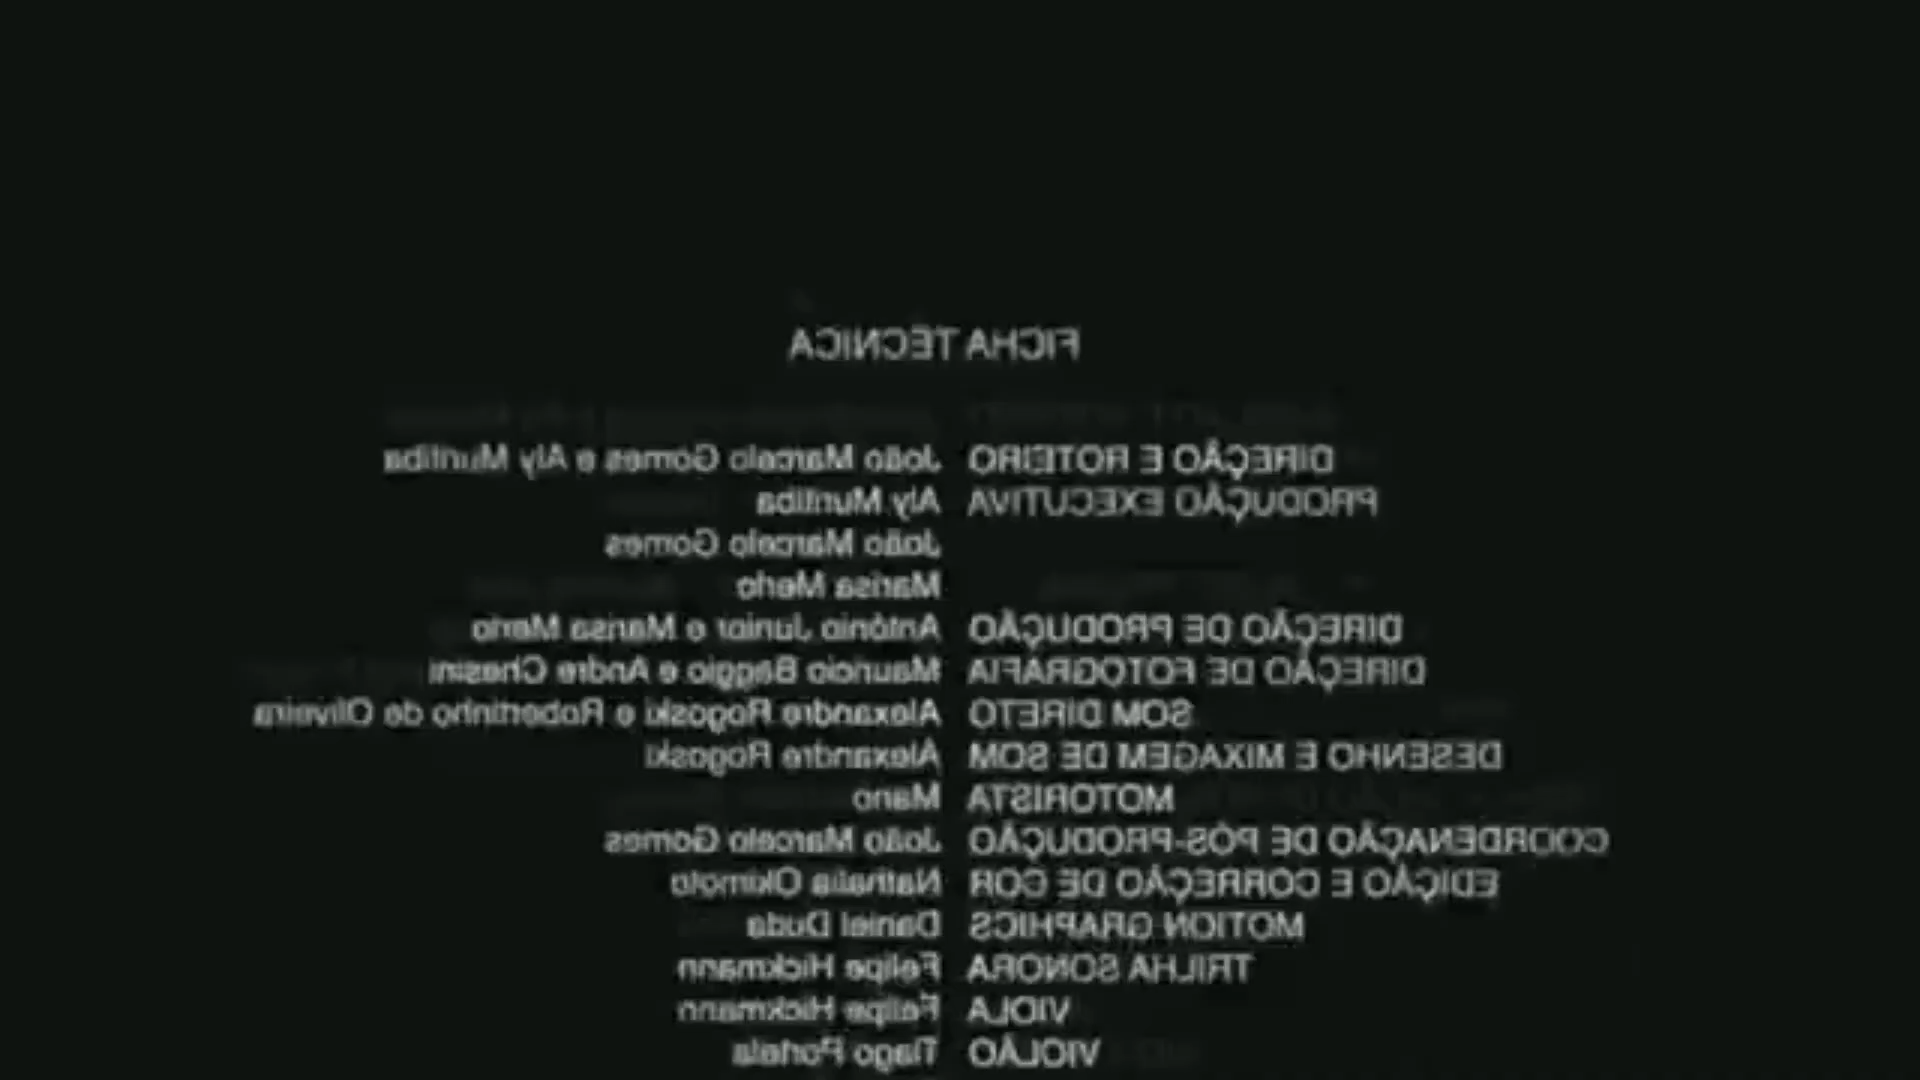 FICHA TÉCNICA
DIREÇÃO E ROTEIRO João Marcelo Gomes e Aly Muritiba
PRODUÇÃO EXECUTIVA Aly Muritiba
João Marcelo Gomes
Marisa Merlo
DIREÇÃO DE PRODUÇÃO Antônio Junior e Marisa Merlo
DIREÇÃO DE FOTOGRAFIA Mauricio Baggio e Andre Chesini
SOM DIRETO Alexandre Rogoski e Robertinho de Oliveira
DESENHO E MIXAGEM DE SOM Alexandre Rogoski
MOTORISTA Mano
COORDENAÇÃO DE PÓS-PRODUÇÃO João Marcelo Gomes
EDIÇÃO E CORREÇÃO DE COR Nathalia Okimoto
MOTION GRAPHICS Daniel Duda
TRILHA SONORA Felipe Hickmann
VIOLA Felipe Hickmann
VIOLÃO Tiago Portela